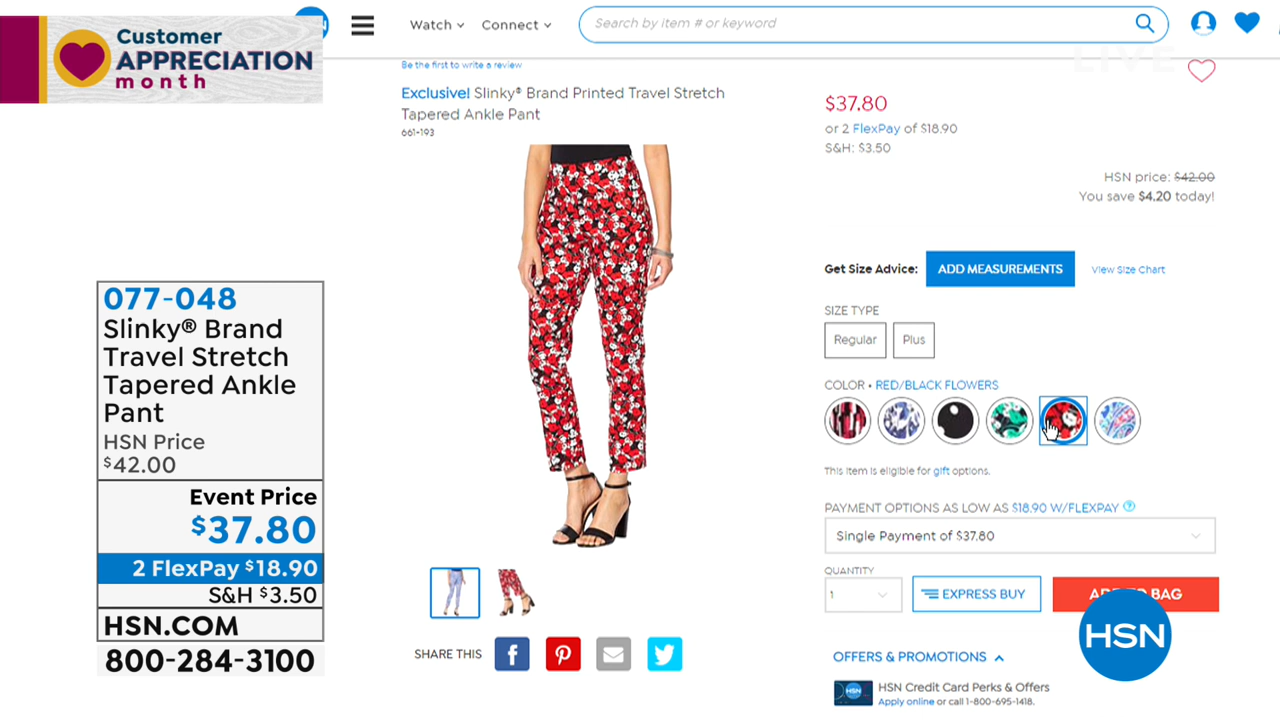 Customer
APPRECIATION
month
Watch
Connect
Search by item # or keyword
LIVE
Be the first to write a review
Exclusive! Slinky® Brand Printed Travel Stretch
Tapered Ankle Pant
661-193
$37.80
or 2 FlexPay of $18.90
S&H: $3.50
HSN price: $42.00
You save $4.20 today!
Get Size Advice:
ADD MEASUREMENTS
View Size Chart
SIZE TYPE
Regular
Plus
COLOR • RED/BLACK FLOWERS
This item is eligible for gift options.
PAYMENT OPTIONS AS LOW AS $18.90 W/FLEXPAY ?
Single Payment of $37.80
QUANTITY
1
EXPRESS BUY
BAG
HSN
OFFERS & PROMOTIONS
HSN
HSN Credit Card Perks & Offers
Apply online or call 1-800-695-1418.
SHARE THIS
077-048
Slinky® Brand
Travel Stretch
Tapered Ankle
Pant
HSN Price
$42.00
Event Price
$37.80
2 FlexPay $18.90
S&H $3.50
HSN.COM
800-284-3100